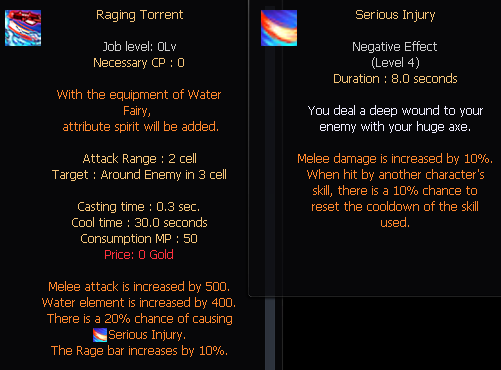 Raging Torrent
Job level: 0Lv
Necessary CP : 0
With the equipment of Water
Fairy,
attribute spirit will be added.
Attack Range : 2 cell
Target : Around Enemy in 3 cell
Casting time : 0.3 sec.
Cool time : 30.0 seconds
Consumption MP : 50
Price: 0 Gold
Melee attack is increased by 500.
Water element is increased by 400.
There is a 20% chance of causing
Serious Injury.
The Rage bar increases by 10%.
Serious Injury
Negative Effect
(Level 4)
Duration : 8.0 seconds
You deal a deep wound to your
enemy with your huge axe.
Melee damage is increased by 10%.
When hit by another character's
skill, there is a 10% chance to
reset the cooldown of the skill
used.